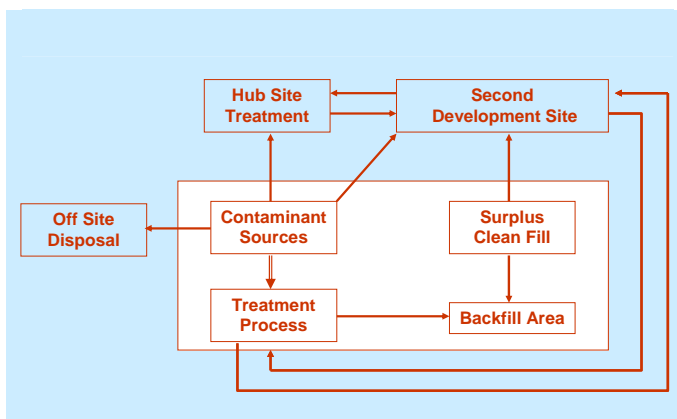 Hub Site
Treatment
Second
Development Site
Off Site
Disposal
Contaminant
Sources
Surplus
Clean Fill
Treatment
Process
Backfill Area